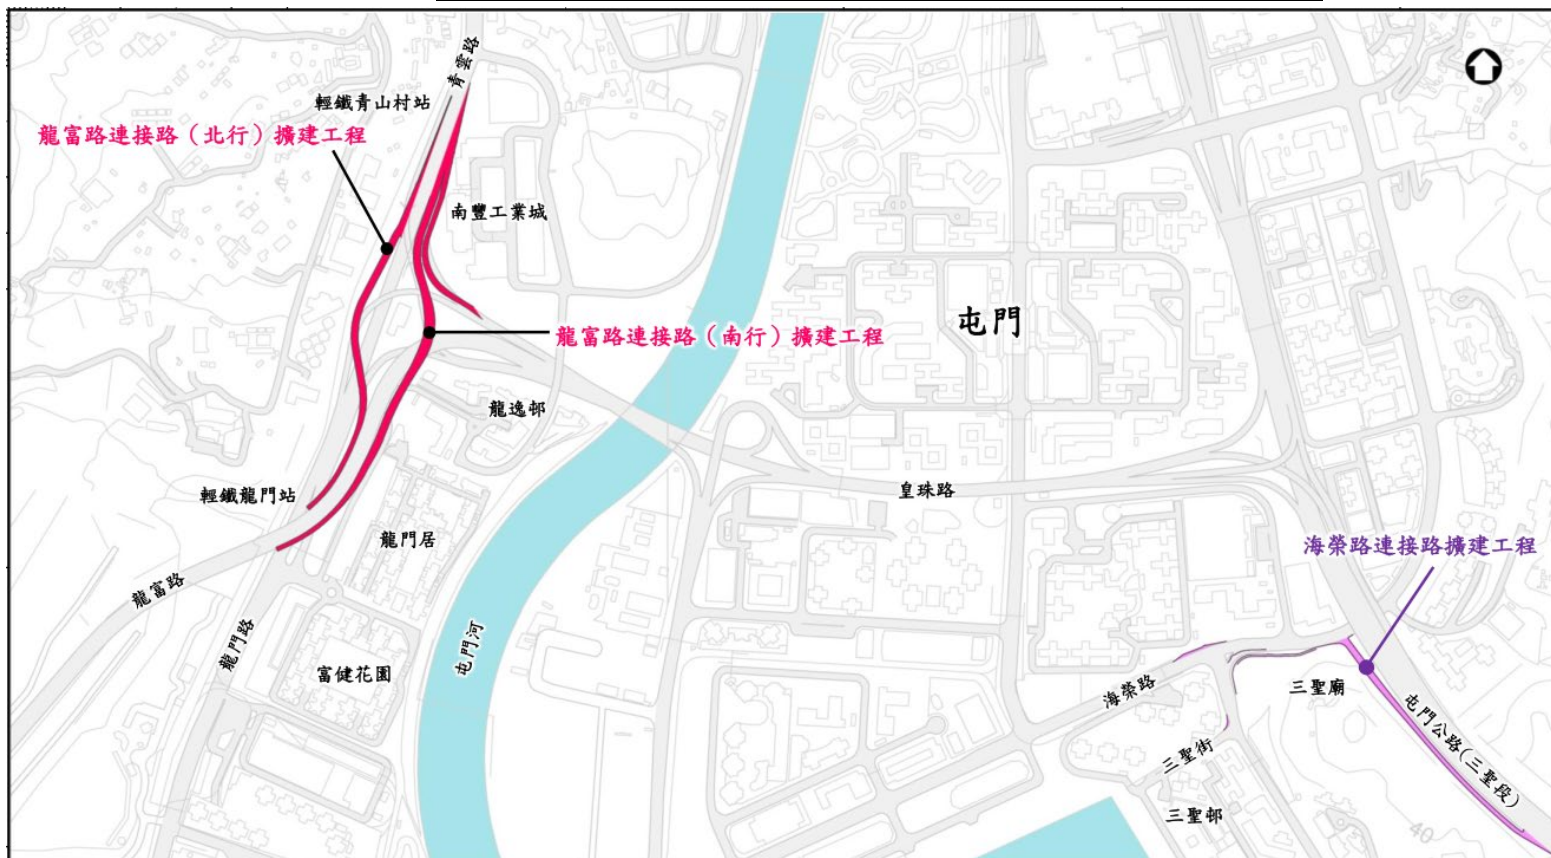 青雲路
輕鐵青山村站
龍富路連接路（北行）擴建工程
南豐工業城
屯門
龍富路連接路（南行）擴建工程
龍逸邨
皇珠路
輕鐵龍門站
龍門居
海榮路連接路擴建工程
龍富路
龍門路
屯門河
富健花園
海榮路
三聖廟
屯門公路(三聖段)
三聖街
三聖邨
40